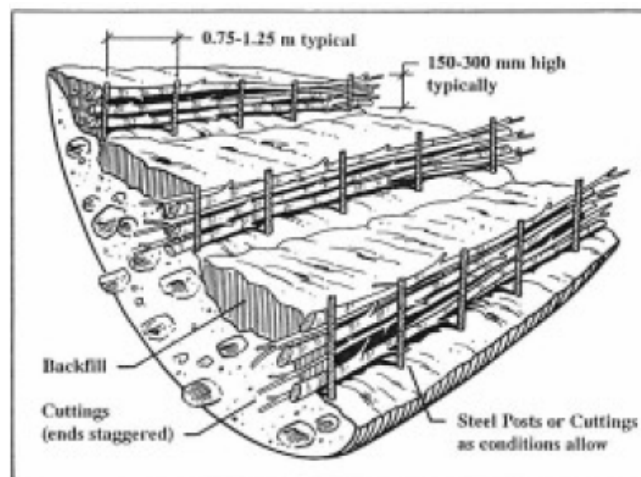 0.75-1.25 m typical
150-300 mm high
typically
Backfill
Cuttings
(ends staggered)
Steel Posts or Cuttings
as conditions allow